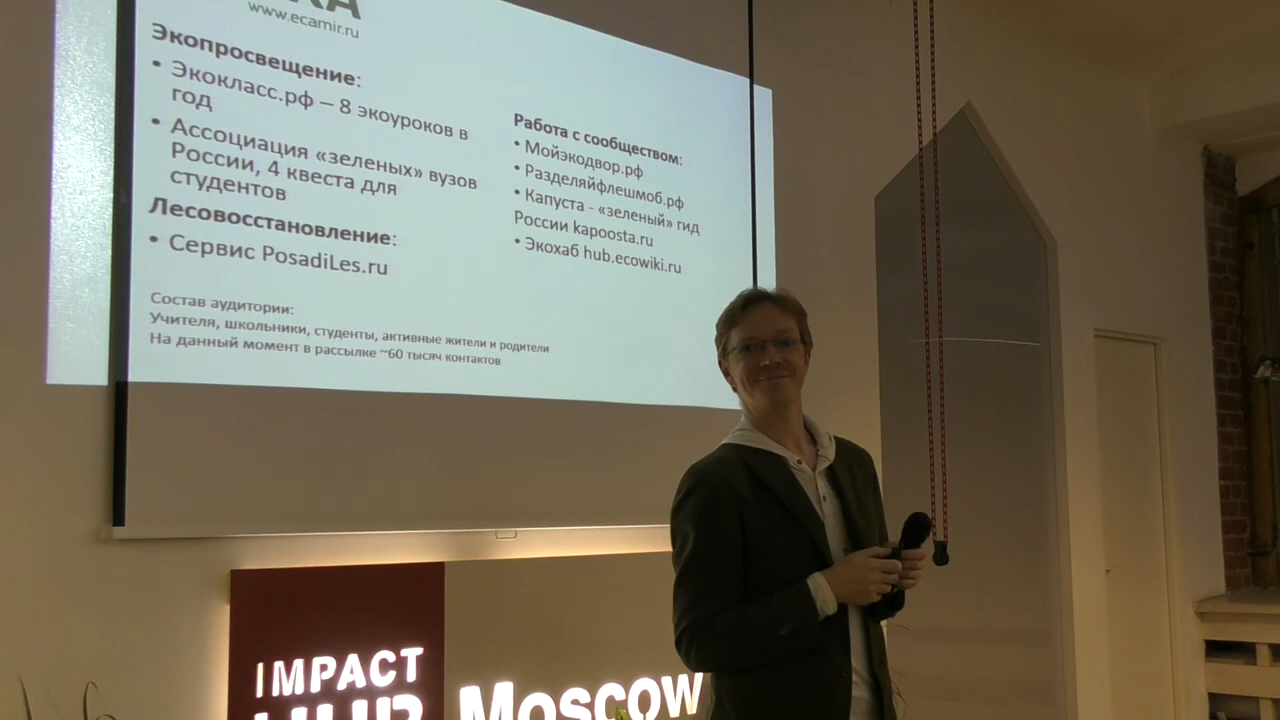 www.ecamir.ru
Экопросвещение:
• Экокласс.рф – 8 экоуроков в
год
• Ассоциация «зеленых» вузов
России, 4 квеста для
студентов
Лесовосстановление:
• Сервис PosadiLes.ru
Работа с сообществом:
• Мойэкодвор.рф
• Разделяйфлешмоб.рф
• Капуста - «зеленый» гид
России kapoosta.ru
• Экохаб hub.ecowiki.ru
Состав аудитории:
Учителя, школьники, студенты, активные жители и родители
На данный момент в рассылке ~60 тысяч контактов
IMPACT
HUB Moscow